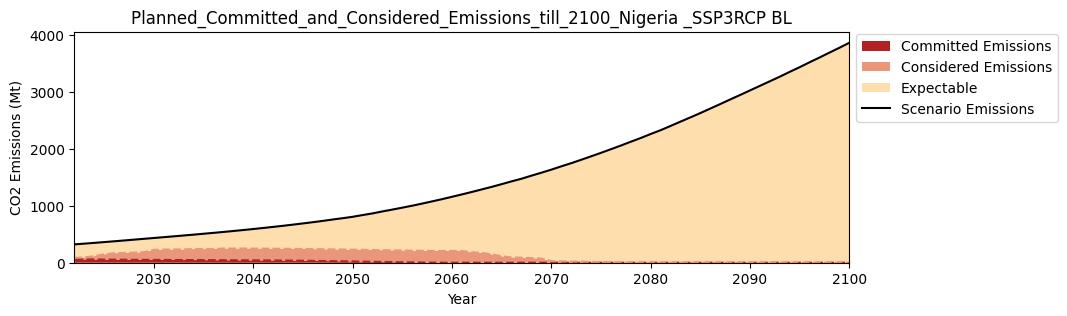 Planned_Committed_and_Considered_Emissions_till_2100_Nigeria _SSP3RCP BL
Committed Emissions
Considered Emissions
Expectable
Scenario Emissions
CO2 Emissions (Mt)
4000
3000
2000
1000
0
2030 2040 2050 2060 2070 2080 2090 2100
Year